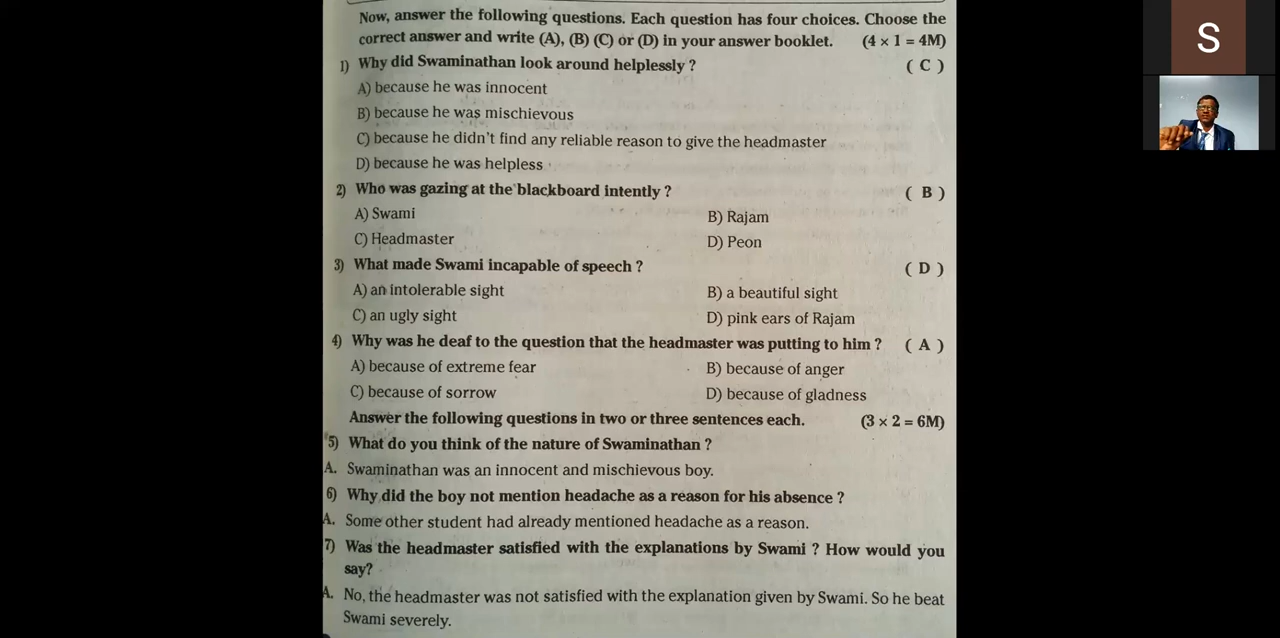 Now, answer the following questions. Each question has four choices. Choose the
correct answer and write (A), (B) (C) or (D) in your answer booklet. (4 × 1 = 4M)
1) Why did Swaminathan look around helplessly ? ( C )
A) because he was innocent
B) because he was mischievous
C) because he didn't find any reliable reason to give the headmaster
D) because he was helpless
2) Who was gazing at the blackboard intently ? ( B )
A) Swami B) Rajam
C) Headmaster D) Peon
3) What made Swami incapable of speech ? ( D )
A) an intolerable sight B) a beautiful sight
C) an ugly sight D) pink ears of Rajam
4) Why was he deaf to the question that the headmaster was putting to him ? ( A )
A) because of extreme fear B) because of anger
C) because of sorrow D) because of gladness
Answer the following questions in two or three sentences each. (3 × 2 = 6M)
5) What do you think of the nature of Swaminathan ?
A. Swaminathan was an innocent and mischievous boy.
6) Why did the boy not mention headache as a reason for his absence ?
A. Some other student had already mentioned headache as a reason.
7) Was the headmaster satisfied with the explanations by Swami ? How would you
say?
A. No, the headmaster was not satisfied with the explanation given by Swami. So he beat
Swami severely.
S